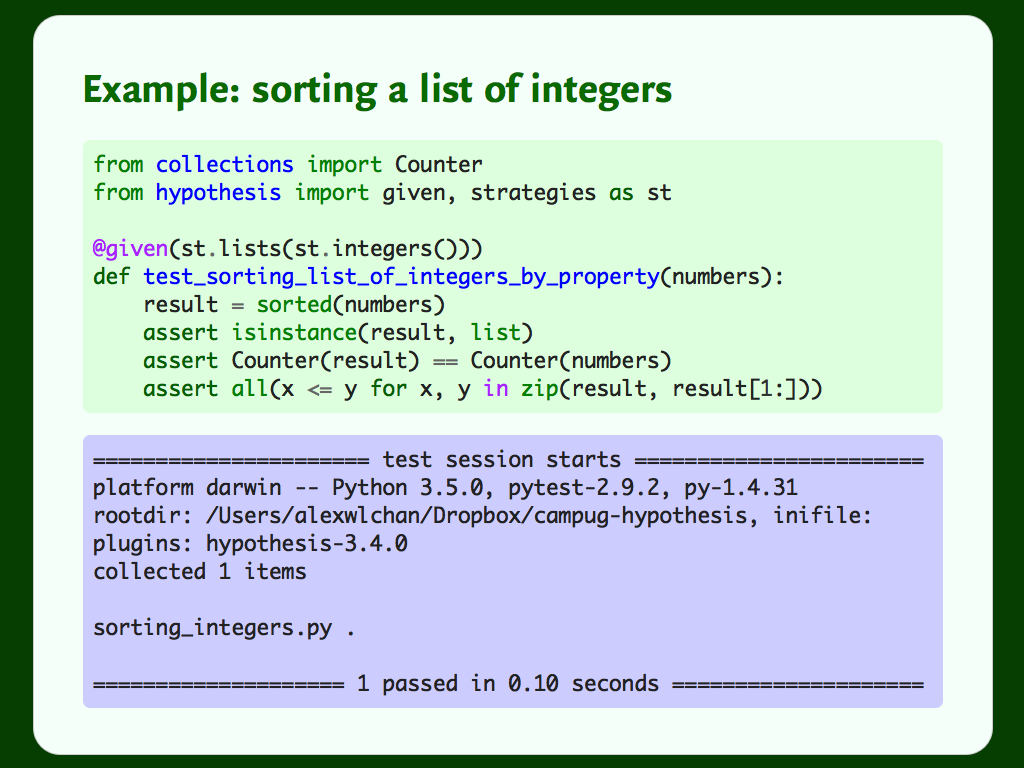 Example: sorting a list of integers
from collections import Counter
from hypothesis import given, strategies as st
@given(st.lists(st.integers()))
def test_sorting_list_of_integers_by_property(numbers):
    result = sorted(numbers)
    assert isinstance(result, list)
    assert Counter(result) == Counter(numbers)
    assert all(x <= y for x, y in zip(result, result[1:]))
====================== test session starts =======================
platform darwin -- Python 3.5.0, pytest-2.9.2, py-1.4.31
rootdir: /Users/alexwlchan/Dropbox/campug-hypothesis, inifile:
plugins: hypothesis-3.4.0
collected 1 items
sorting_integers.py .
==================== 1 passed in 0.10 seconds ====================